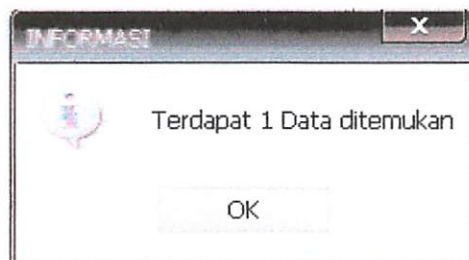 INFORMASI
X
Terdapat 1 Data ditemukan
OK